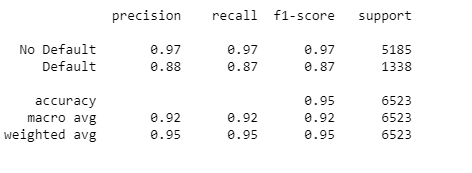 precision recall f1-score support
No Default 0.97 0.97 0.97 5185
Default 0.88 0.87 0.87 1338
accuracy 0.95 6523
macro avg 0.92 0.92 0.92 6523
weighted avg 0.95 0.95 0.95 6523